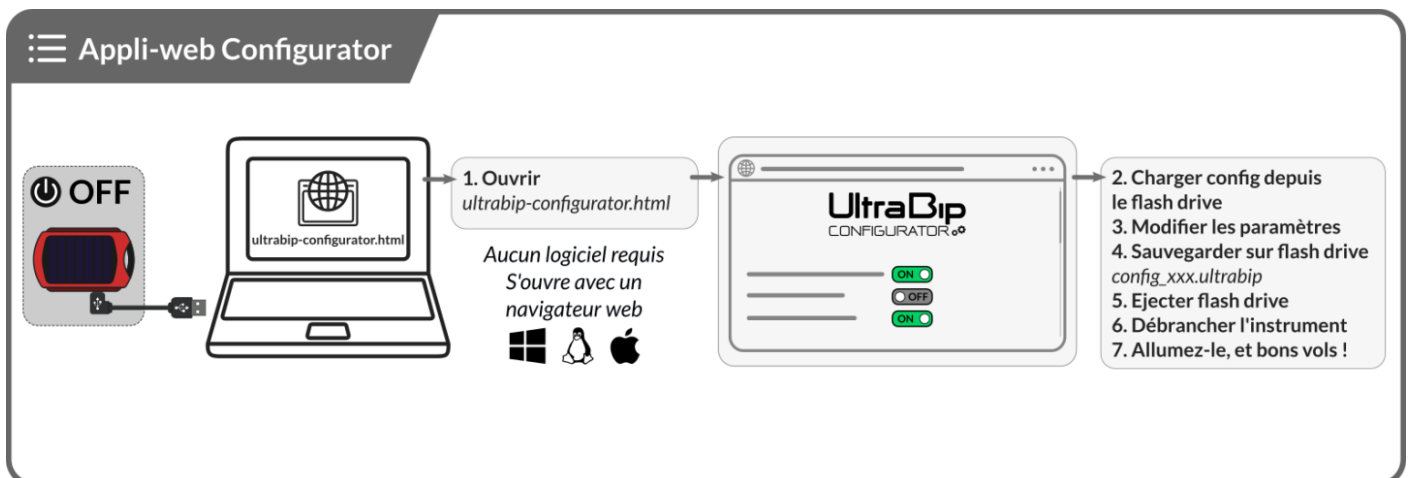 Appli-web Configurator
OFF
ultrabip-configurator.html
1. Ouvrir
ultrabip-configurator.html
Aucun logiciel requis
S'ouvre avec un
navigateur web
UltraBip
CONFIGURATOR
ON
OFF
ON
2. Charger config depuis
le flash drive
3. Modifier les paramètres
4. Sauvegarder sur flash drive
config_xxx.ultrabip
5. Ejecter flash drive
6. Débrancher l'instrument
7. Allumez-le, et bons vols !